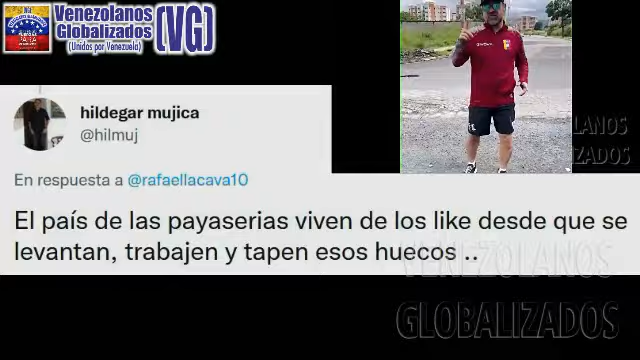 Venezolanos
Globalizados
(Unidos por Venezuela)
(VG)
hildegar mujica
@hilmuj
En respuesta a @rafaellacava10
El país de las payaserias viven de los like desde que se
levantan, trabajen y tapen esos huecos ..
LANOS
IZADOS
VENEZOLANOS
GLOBALIZADOS